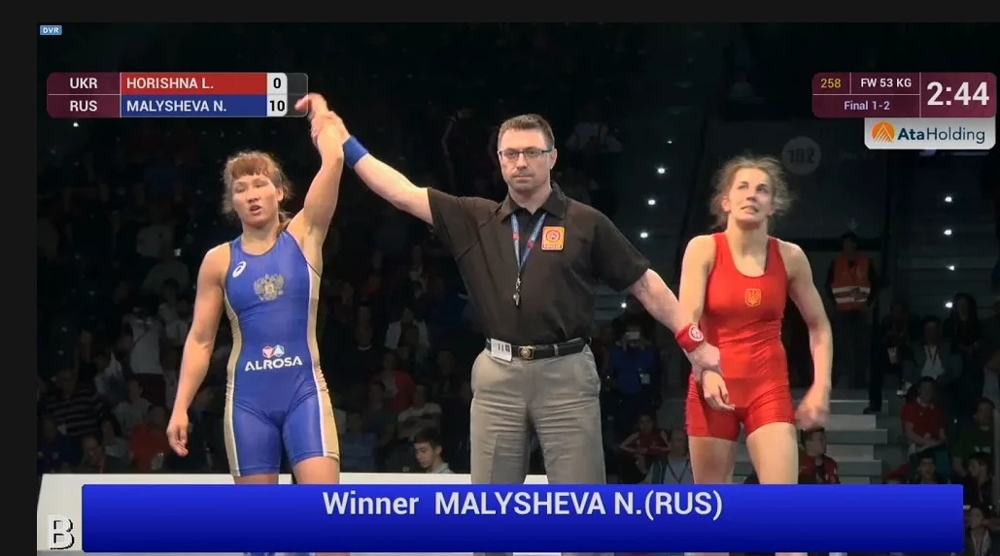 DVR
UKR HORISHNA L. 0
RUS MALYSHEVA N. 10
258 FW 53 KG 2:44
Final 1-2
AtaHolding
102
ALROSA
Winner MALYSHEVA N.(RUS)
B